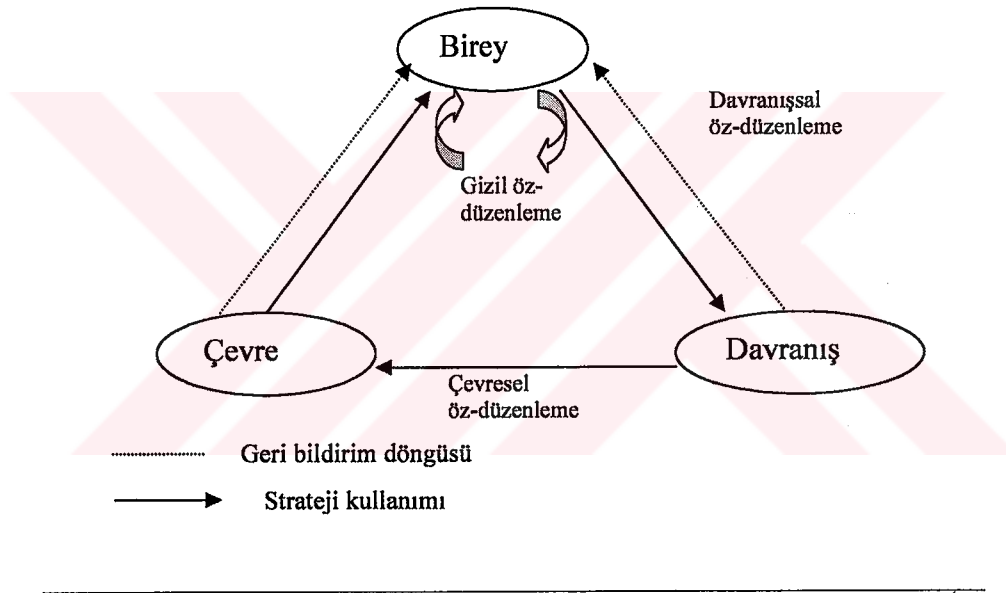 Birey
Davranışsal
öz-düzenleme
Gizil öz-
düzenleme
Çevre
Davranış
Çevresel
öz-düzenleme
Geri bildirim döngüsü
Strateji kullanımı